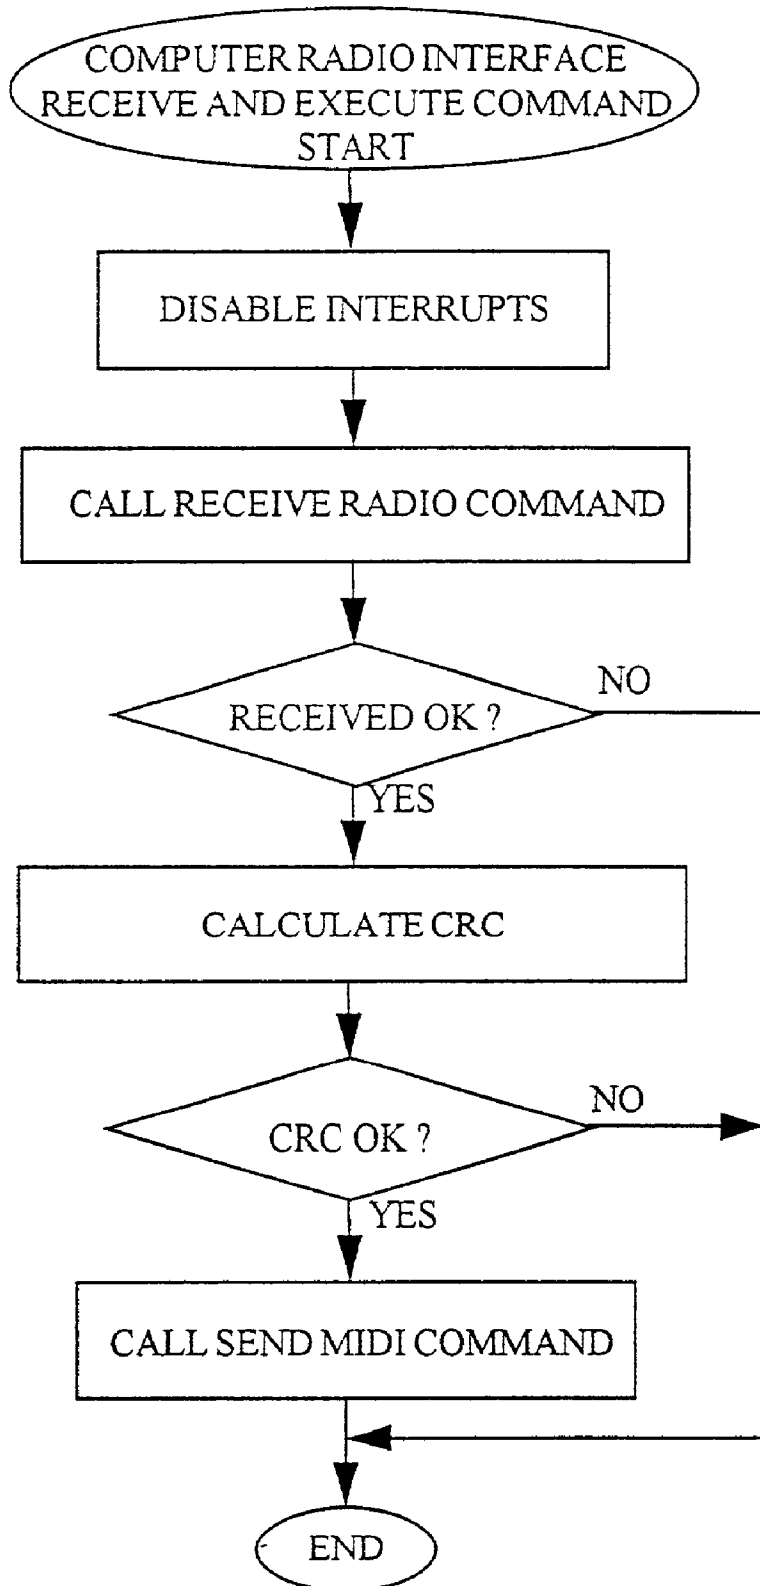 COMPUTER RADIO INTERFACE
RECEIVE AND EXECUTE COMMAND
START
DISABLE INTERRUPTS
CALL RECEIVE RADIO COMMAND
RECEIVED OK ?
NO
YES
CALCULATE CRC
CRC OK ?
NO
YES
CALL SEND MIDI COMMAND
END